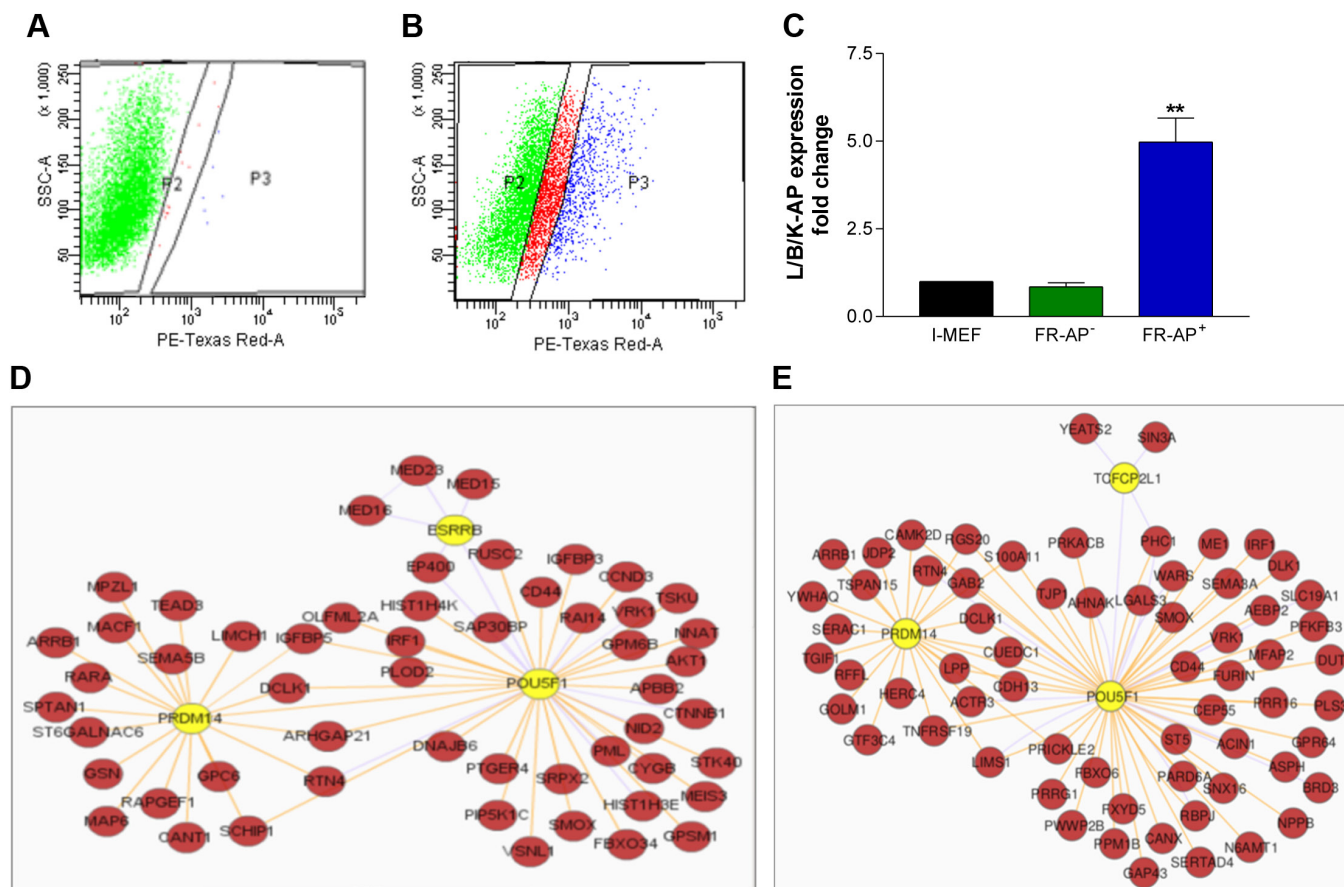 A
B
C
SSC-A
(x 1,000)
250
200
150
100
50
P2
P3
10²
10³
10⁴
10⁵
PE-Texas Red-A
SSC-A
(x 1,000)
250
200
150
100
50
P2
P3
10²
10³
10⁴
10⁵
PE-Texas Red-A
L/B/K-AP expression
fold change
7.5
5.0
2.5
0.0
**
I-MEF
FR-AP⁻
FR-AP⁺
D
E
MED23
MED15
MED16
ESRRB
RUSC2
IGFBP3
EP400
CCND3
MPZL1
CD44
TSKU
TEAD3
HIST1H4K
VRK1
OLFML2A
RAI14
MACF1
LIMCH1
IGFBP5
IRF1
SAP30BP
NNAT
ARRB1
GPM6B
SEMA5B
AKT1
RARA
PLOD2
DCLK1
POU5F1
APBB2
SPTAN1
PRDM14
CTNNB1
ST6GALNAC6
ARHGAP21
NID2
DNAJB6
PML
STK40
GSN
GPC6
RTN4
PTGER4
SRPX2
CYGB
MEIS3
RAPGEF1
HIST1H3E
MAP6
CANT1
SCHIP1
PIP5K1C
SMOX
GPSM1
VSNL1
FBXO34
YEATS2
SIN3A
TCFCP2L1
CAMK2D
RGS20
PRKACB
PHC1
ME1
IRF1
ARRB1
JDP2
S100A11
DLK1
RTN4
GAB2
WARS
SEMA3A
TSPAN15
TJP1
SLC19A1
YWHAQ
AHNAK
LGALS3
AEBP2
SERAC1
PRDM14
DCLK1
SMOX
PFKFB3
VRK1
TGIF1
CUEDC1
MFAP2
DUT
RFFL
LPP
CD44
FURIN
CDH13
HERC4
ACTR3
POU5F1
PRR16
PLS3
GOLM1
CEP55
GTF3C4
TNFRSF19
PRICKLE2
ST5
ACIN1
GPR64
LIMS1
FBXO6
PARD6A
ASPH
PRRG1
SNX16
BRD3
PWWP2B
FXYD5
RBPJ
NPPB
PPM1B
CANX
N6AMT1
GAP43
SERTAD4